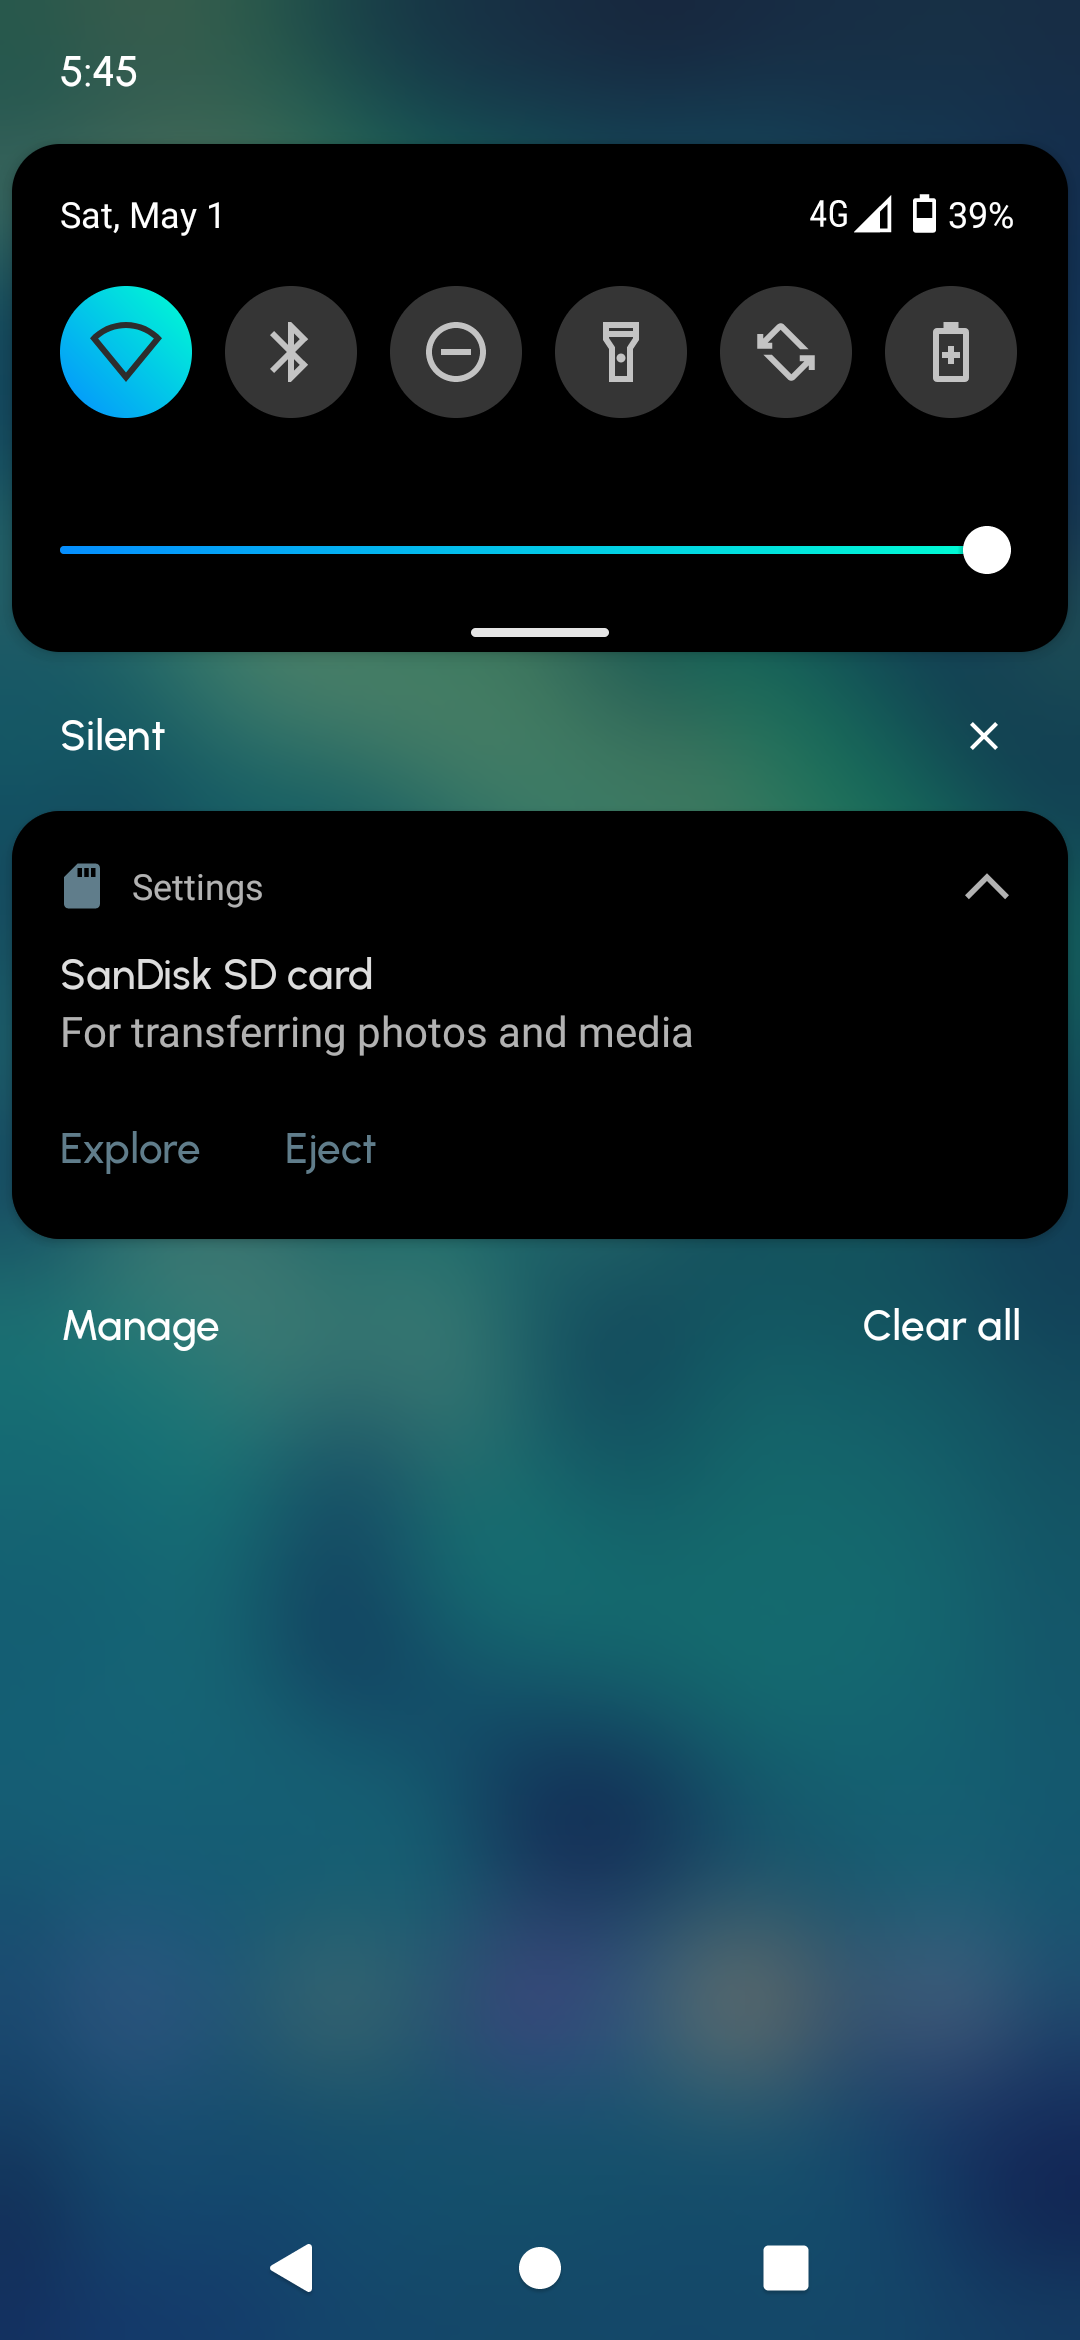 5:45
Sat, May 1 4G 39%
Silent
Settings
SanDisk SD card
For transferring photos and media
Explore Eject
Manage Clear all